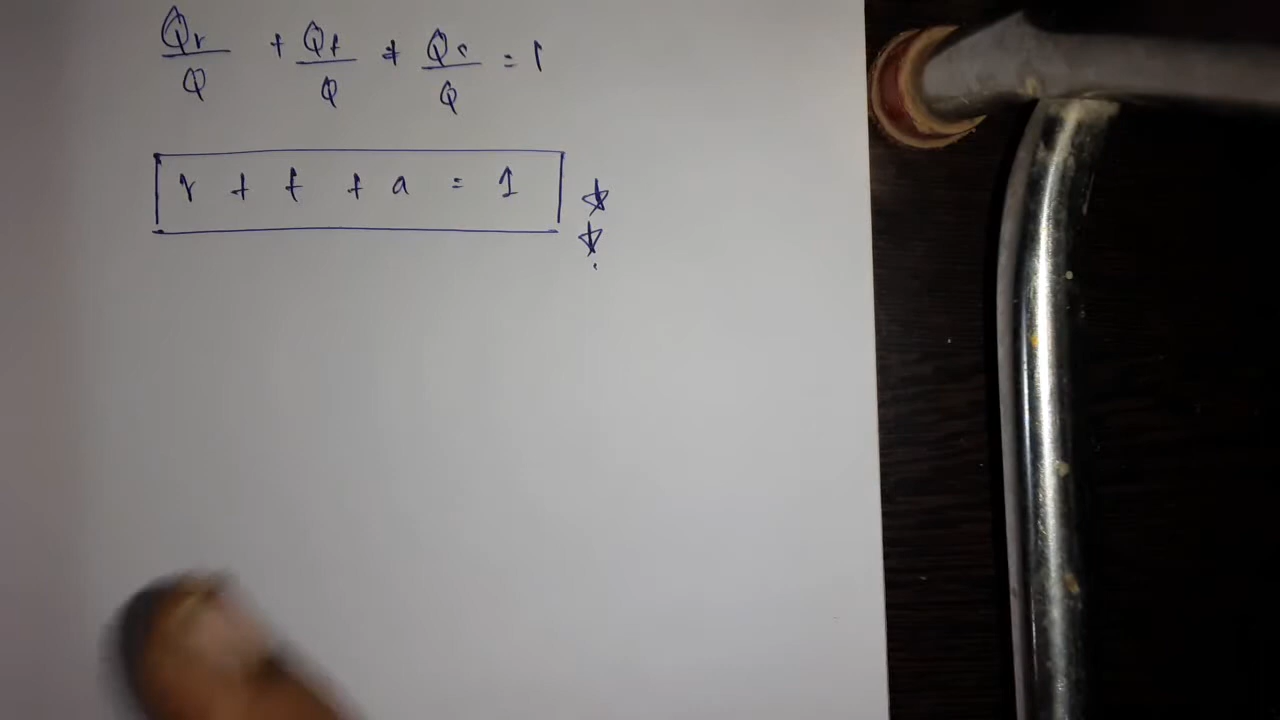 Qr/Q + Qt/Q + Qa/Q = 1
r + t + a = 1